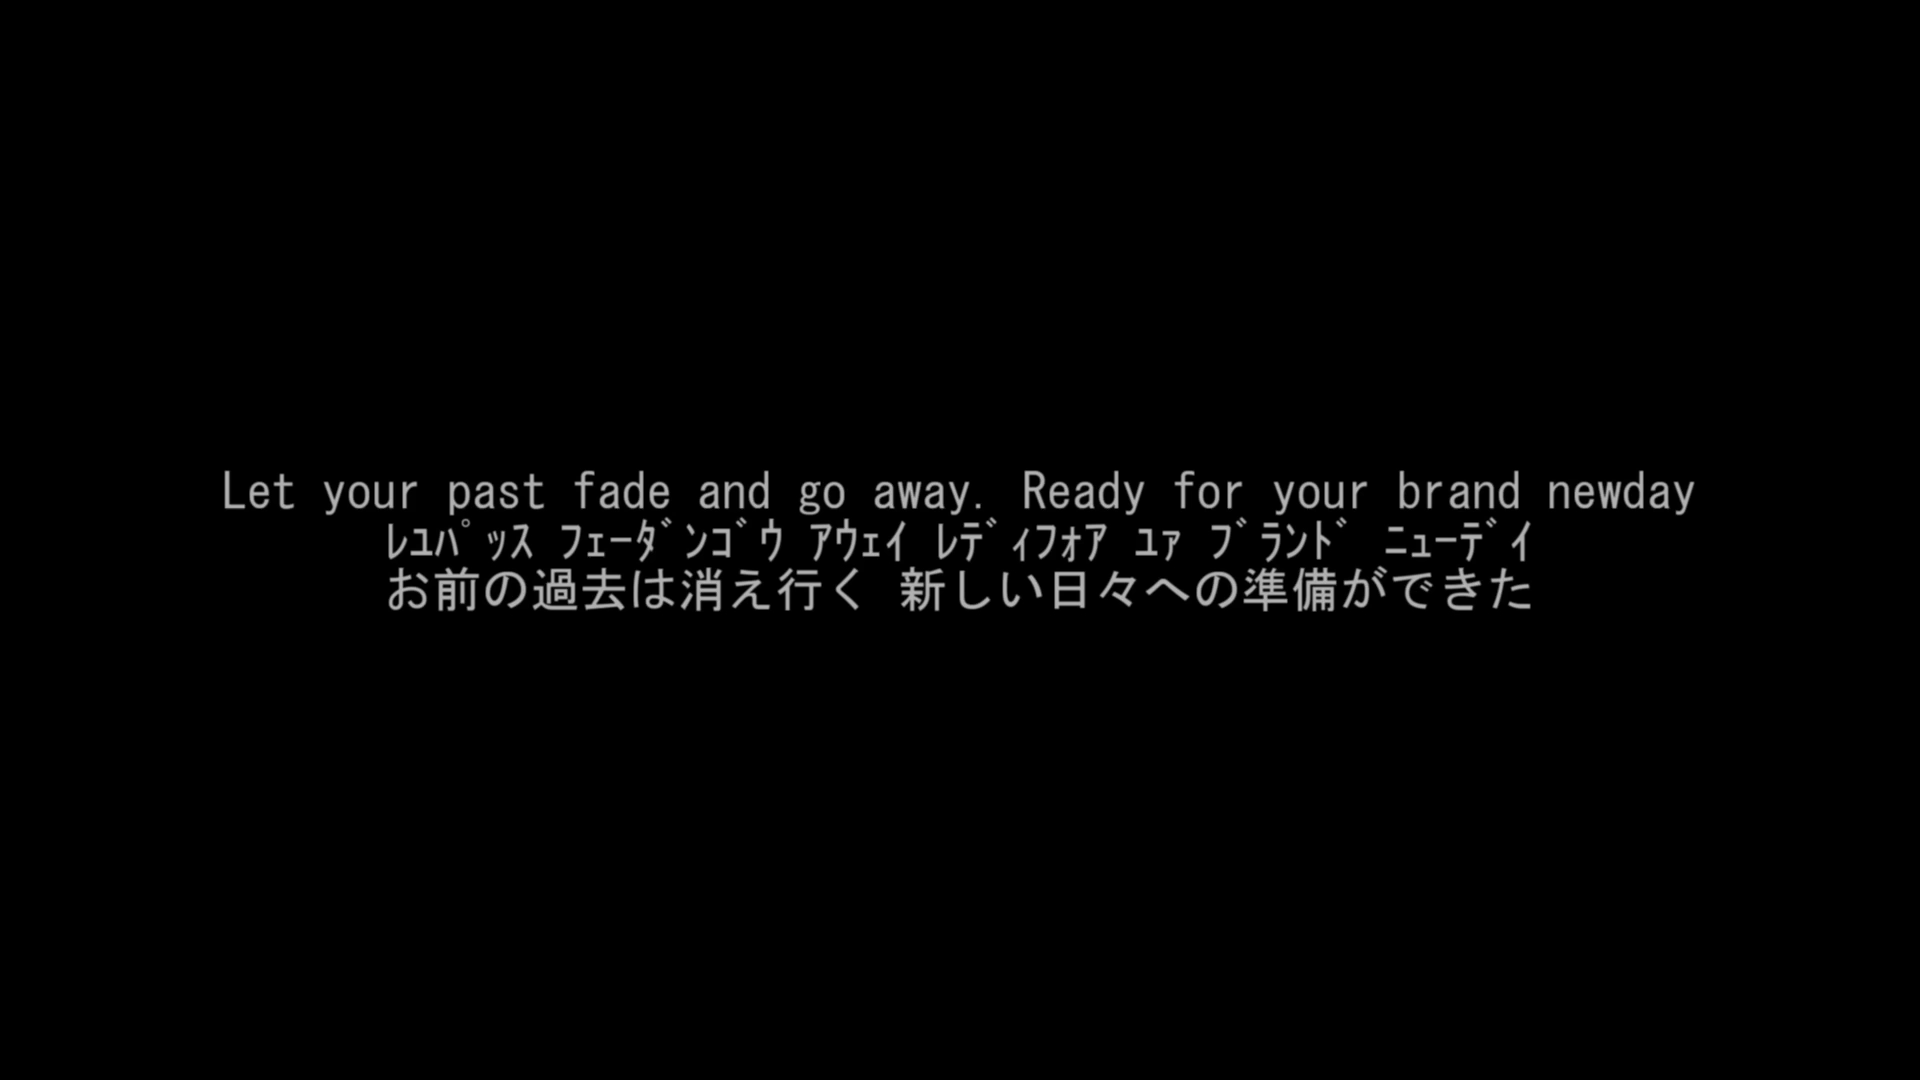 Let your past fade and go away. Ready for your brand newday
ﾚﾕﾊﾟｯｽ ﾌｪｰﾀﾞﾝｺﾞｳ ｱｳｪｲ ﾚﾃﾞｨﾌｫｱ ﾕｧ ﾌﾞﾗﾝﾄﾞ ﾆｭｰﾃﾞｲ
お前の過去は消え行く 新しい日々への準備ができた